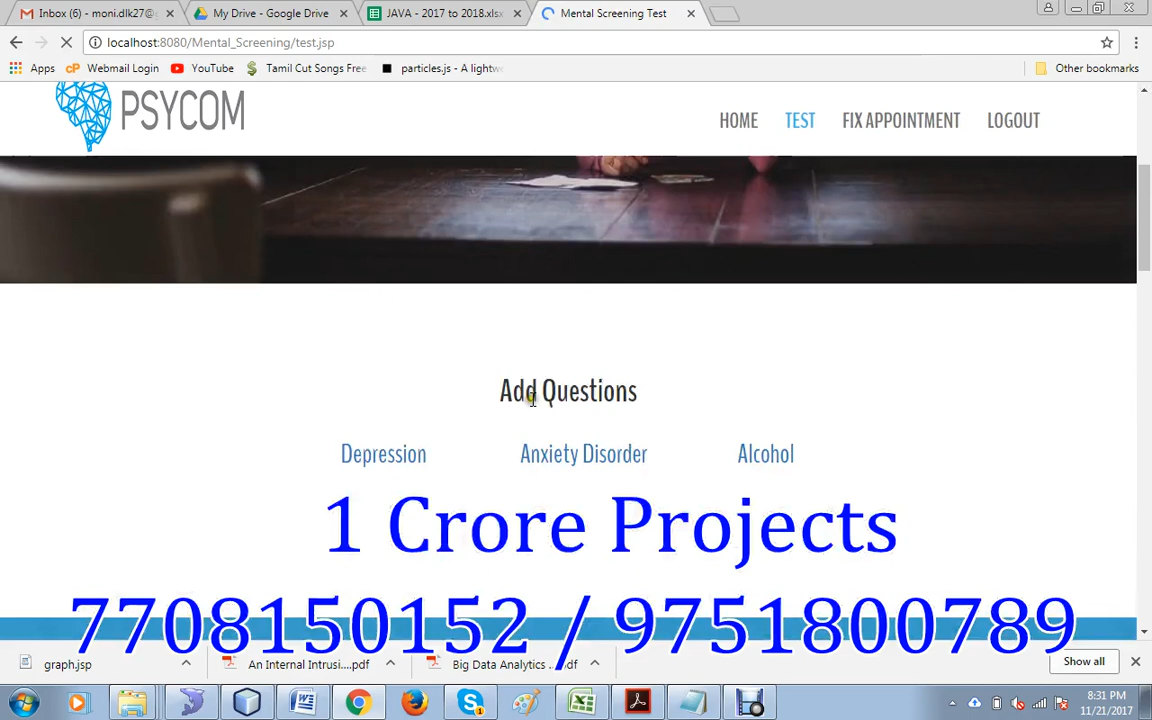 Inbox (6) - moni.dlk27@
My Drive - Google Drive
JAVA - 2017 to 2018.xlsx
Mental Screening Test
localhost:8080/Mental_Screening/test.jsp
Apps
Webmail Login
YouTube
Tamil Cut Songs Free
particles.js - A lightw
Other bookmarks
PSYCOM
HOME
TEST
FIX APPOINTMENT
LOGOUT
Add Questions
Depression
Anxiety Disorder
Alcohol
1 Crore Projects
7708150152 / 9751800789
graph.jsp
An Internal Intrusi....pdf
Big Data Analytics ...pdf
Show all
8:31 PM
11/21/2017